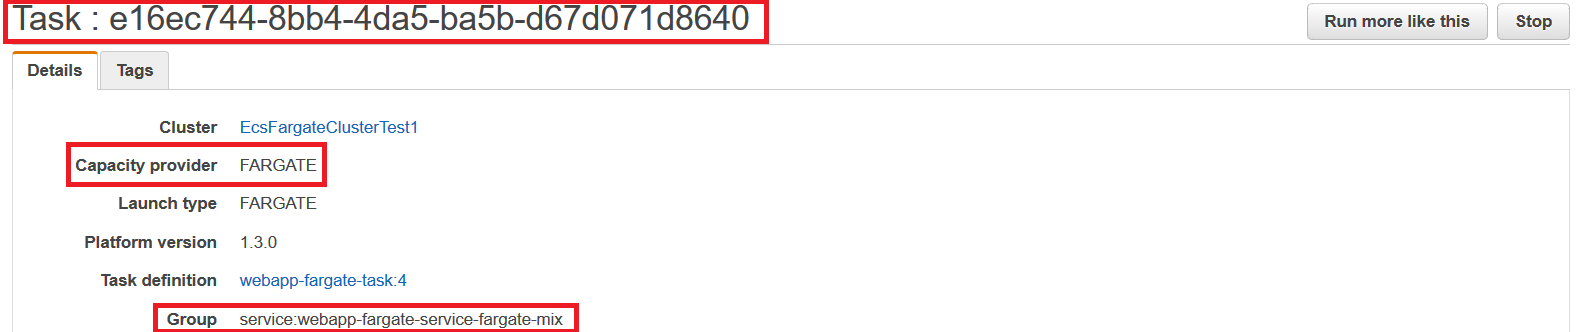 Task : e16ec744-8bb4-4da5-ba5b-d67d071d8640
Run more like this Stop
Details Tags
Cluster EcsFargateClusterTest1
Capacity provider FARGATE
Launch type FARGATE
Platform version 1.3.0
Task definition webapp-fargate-task:4
Group service:webapp-fargate-service-fargate-mix